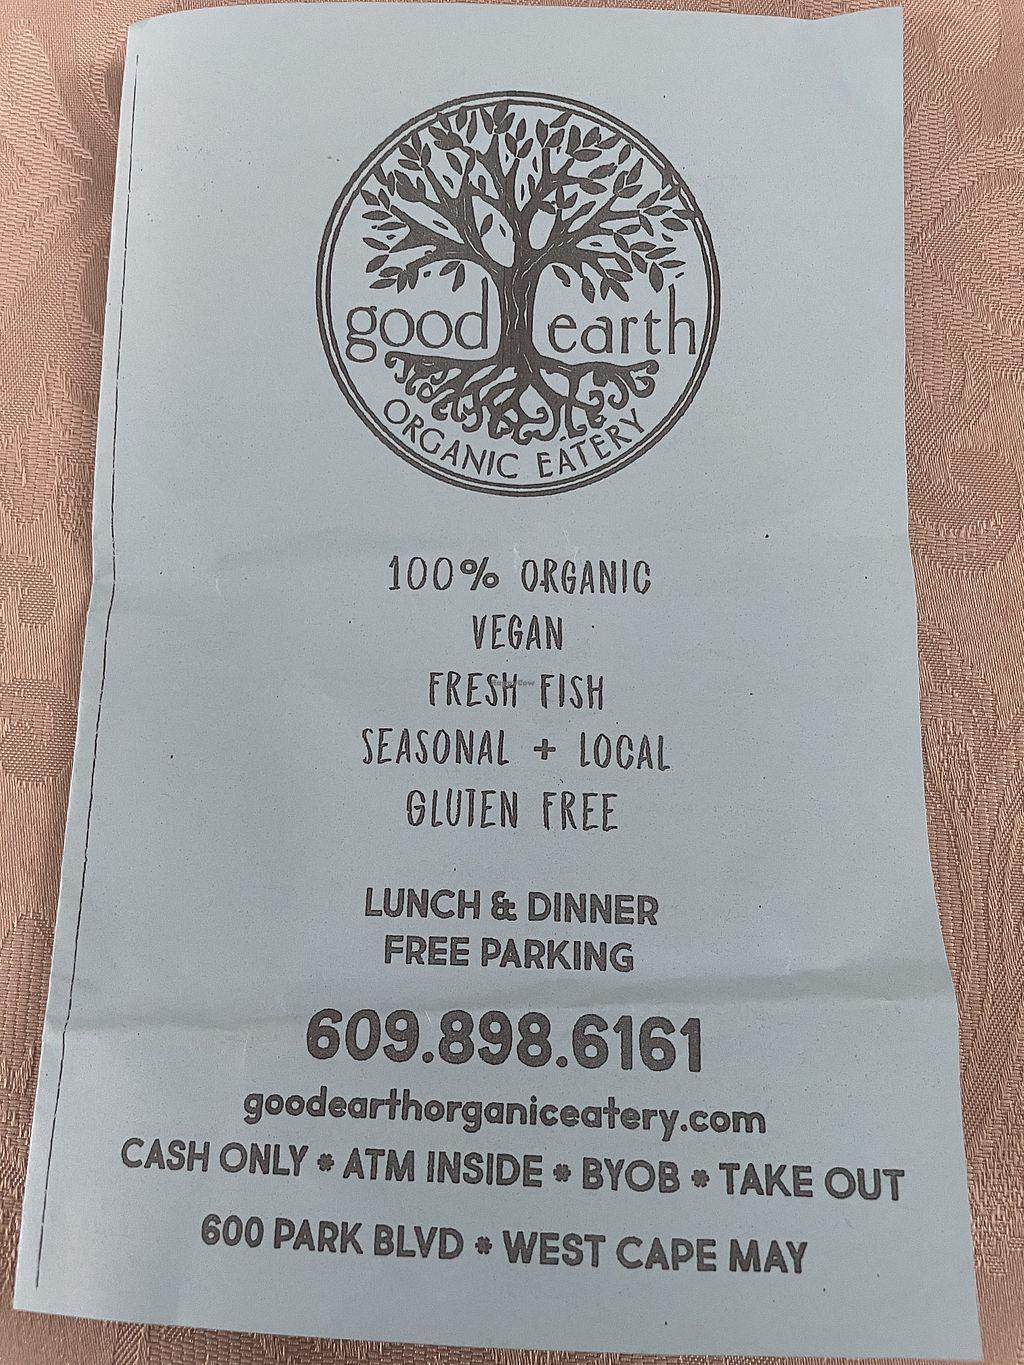 good earth
ORGANIC EATERY
100% ORGANIC
VEGAN
FRESH FISH
SEASONAL + LOCAL
GLUTEN FREE
LUNCH & DINNER
FREE PARKING
609.898.6161
goodearthorganiceatery.com
CASH ONLY * ATM INSIDE * BYOB * TAKE OUT
600 PARK BLVD * WEST CAPE MAY